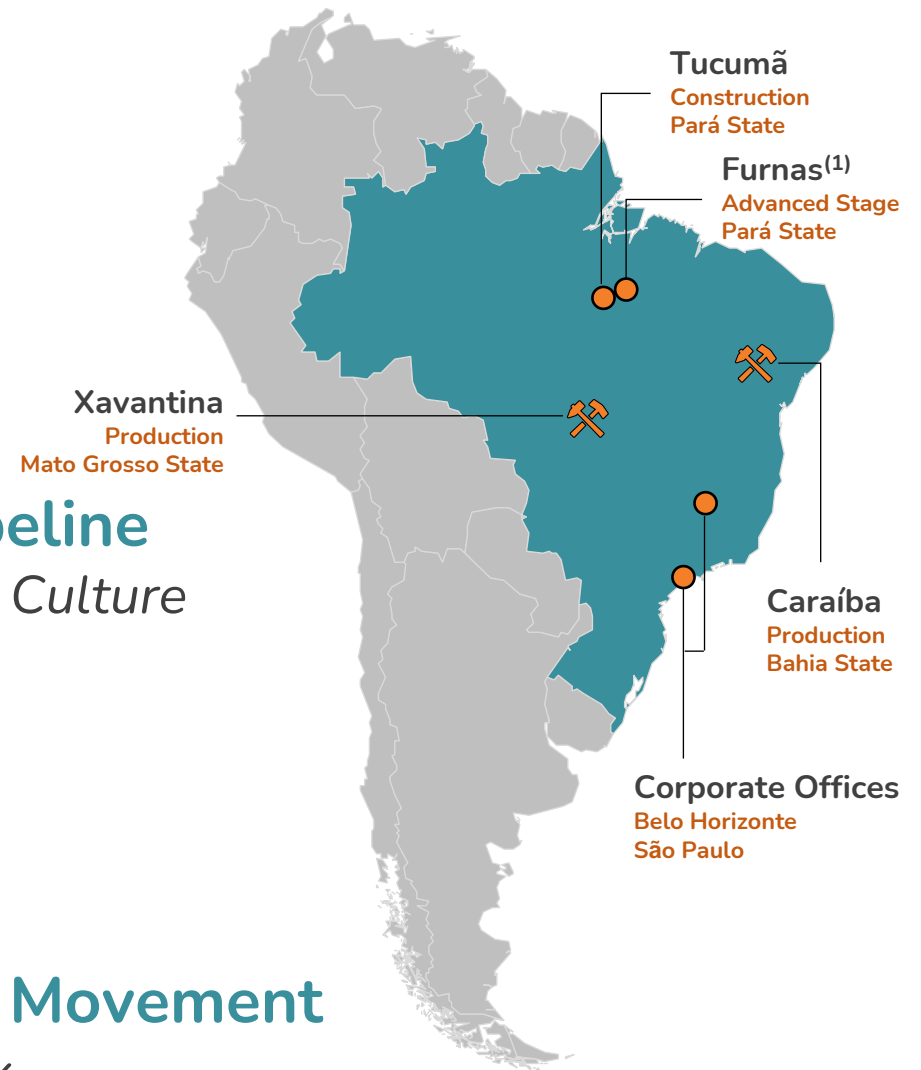 Tucumã
Construction
Pará State
Furnas(1)
Advanced Stage
Pará State
Xavantina
Production
Mato Grosso State
Culture
Caraíba
Production
Bahia State
Corporate Offices
Belo Horizonte
São Paulo
Movement